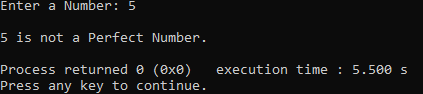 Enter a Number: 5
5 is not a Perfect Number.
Process returned 0 (0x0)   execution time : 5.500 s
Press any key to continue.